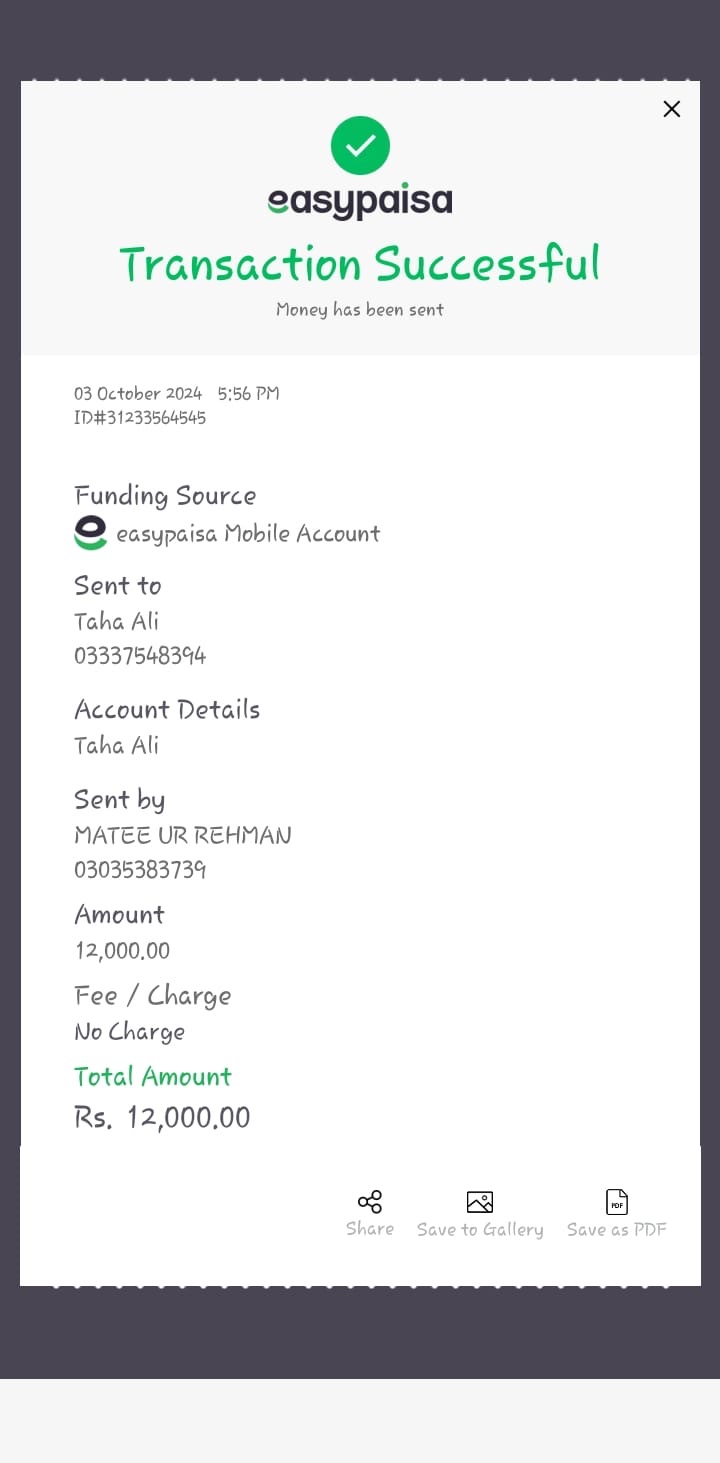 easypaisa
Transaction Successful
Money has been sent
03 October 2024 5:56 PM
ID#31233564545
Funding Source
easypaisa Mobile Account
Sent to
Taha Ali
03337548394
Account Details
Taha Ali
Sent by
MATEE UR REHMAN
03035383739
Amount
12,000.00
Fee / Charge
No Charge
Total Amount
Rs. 12,000.00
PDF
Share Save to Gallery Save as PDF